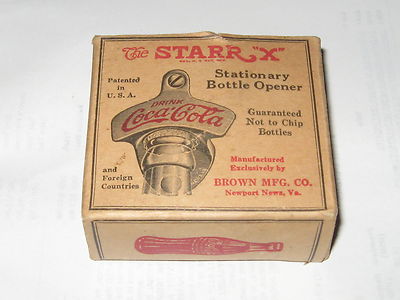 The STARR "X"
Patented
in
U. S. A.
Stationary
Bottle Opener
DRINK
Coca-Cola
Guaranteed
Not to Chip
Bottles
and
Foreign
Countries
Manufactured
Exclusively by
BROWN MFG. CO.
Newport News, Va.